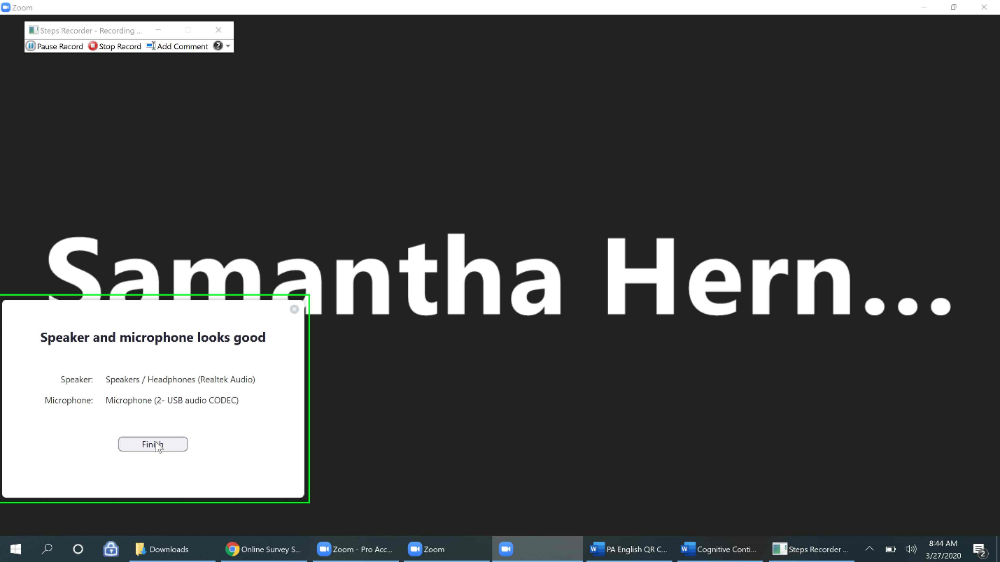 Zoom
Steps Recorder - Recording ...
Pause Record Stop Record Add Comment
Samantha Hern...
Speaker and microphone looks good
Speaker: Speakers / Headphones (Realtek Audio)
Microphone: Microphone (2- USB audio CODEC)
Finish
Downloads Online Survey S... Zoom - Pro Acc... Zoom PA English QR C... Cognitive Conti... Steps Recorder ... 8:44 AM
3/27/2020 2